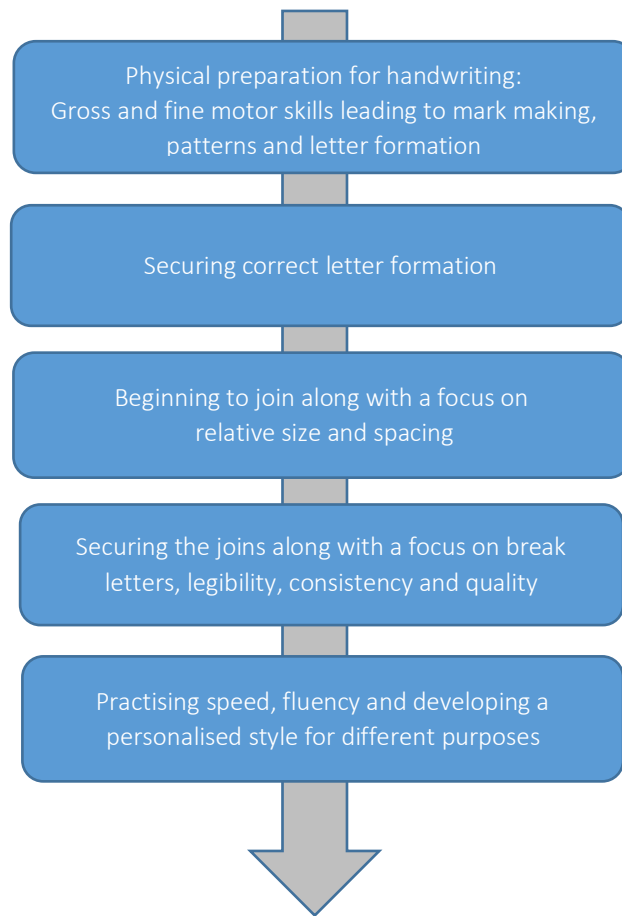 Physical preparation for handwriting:
Gross and fine motor skills leading to mark making,
patterns and letter formation
Securing correct letter formation
Beginning to join along with a focus on
relative size and spacing
Securing the joins along with a focus on break
letters, legibility, consistency and quality
Practising speed, fluency and developing a
personalised style for different purposes